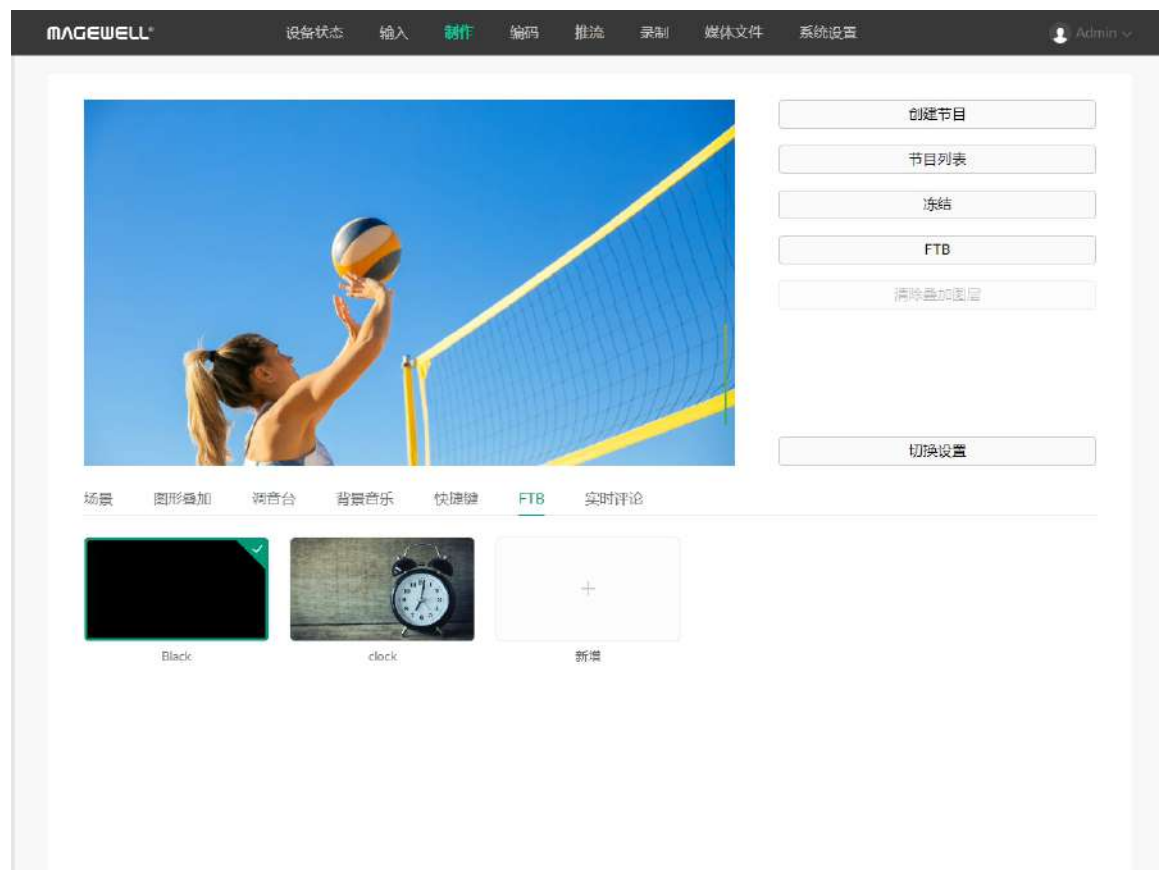 MAGEWELL® 设备状态 输入 制作 编码 推流 录制 媒体文件 系统设置 Admin
创建节目
节目列表
冻结
FTB
清除叠加图层
切换设置
场景 图形叠加 调音台 背景音乐 快捷键 FTB 实时评论
Black clock 新增